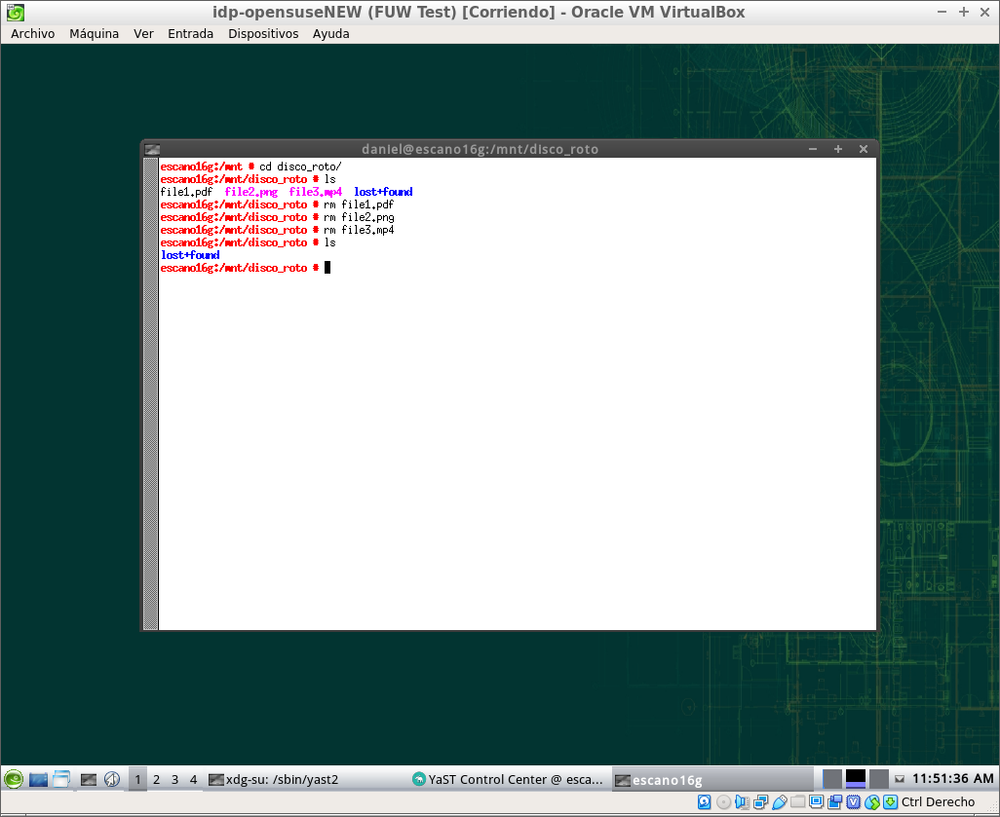 idp-opensuseNEW (FUW Test) [Corriendo] - Oracle VM VirtualBox
Archivo Máquina Ver Entrada Dispositivos Ayuda
daniel@escano16g:/mnt/disco_roto
escano16g:/mnt # cd disco_roto/
escano16g:/mnt/disco_roto # ls
file1.pdf file2.png file3.mp4 lost+found
escano16g:/mnt/disco_roto # rm file1.pdf
escano16g:/mnt/disco_roto # rm file2.png
escano16g:/mnt/disco_roto # rm file3.mp4
escano16g:/mnt/disco_roto # ls
lost+found
escano16g:/mnt/disco_roto #
1 2 3 4 xdg-su: /sbin/yast2 YaST Control Center @ esca... escano16g 11:51:36 AM
Ctrl Derecho